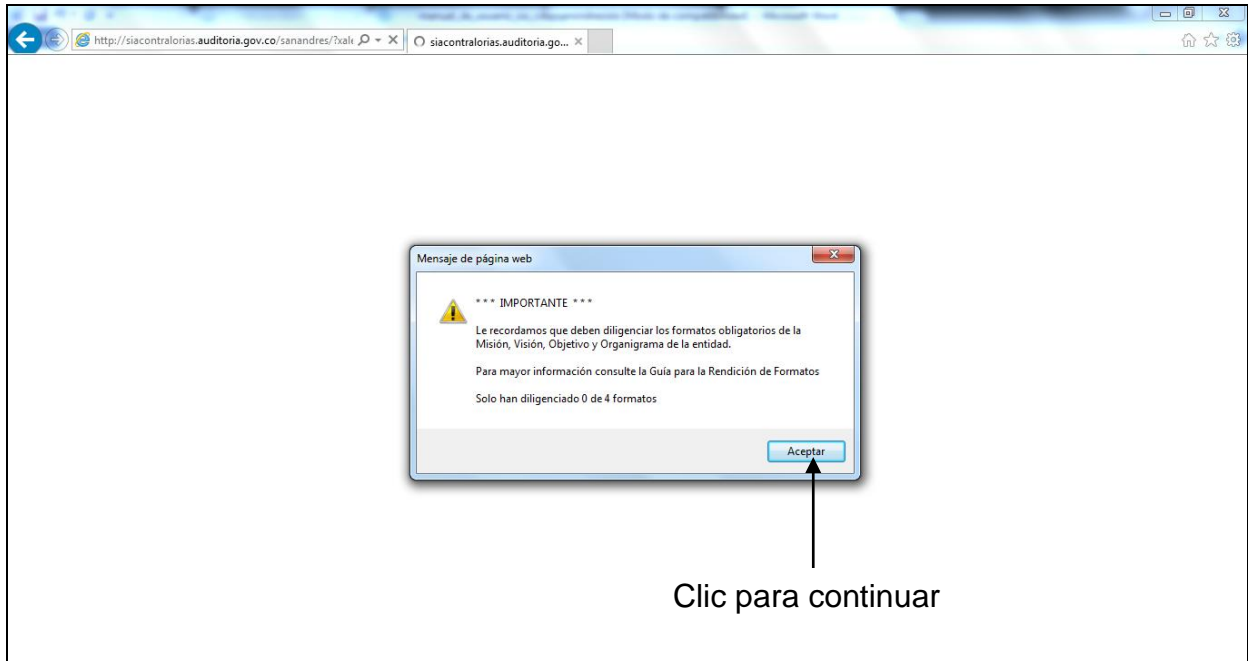 http://siacontralorias.auditoria.gov.co/sanandres/?xale
siacontralorias.auditoria.go...
Mensaje de página web
*** IMPORTANTE ***
Le recordamos que deben diligenciar los formatos obligatorios de la
Misión, Visión, Objetivo y Organigrama de la entidad.
Para mayor información consulte la Guía para la Rendición de Formatos
Solo han diligenciado 0 de 4 formatos
Aceptar
Clic para continuar